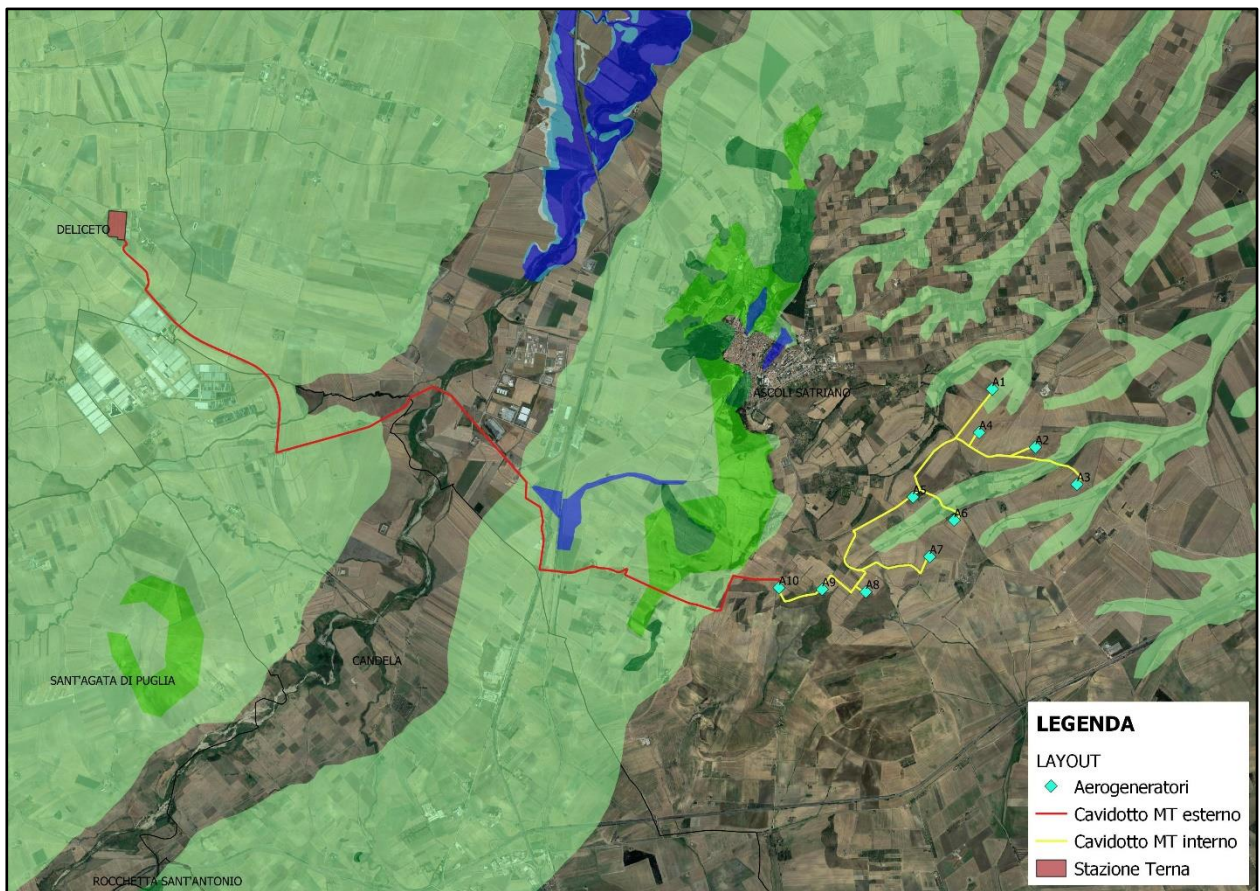 DELICETO
ASCOLI SATRIANO
A1
A4
A2
A3
A5
A6
A7
A10
A9
A8
CANDELA
SANT'AGATA DI PUGLIA
ROCCHETTA SANT'ANTONIO
LEGENDA
LAYOUT
Aerogeneratori
Cavidotto MT esterno
Cavidotto MT interno
Stazione Terna